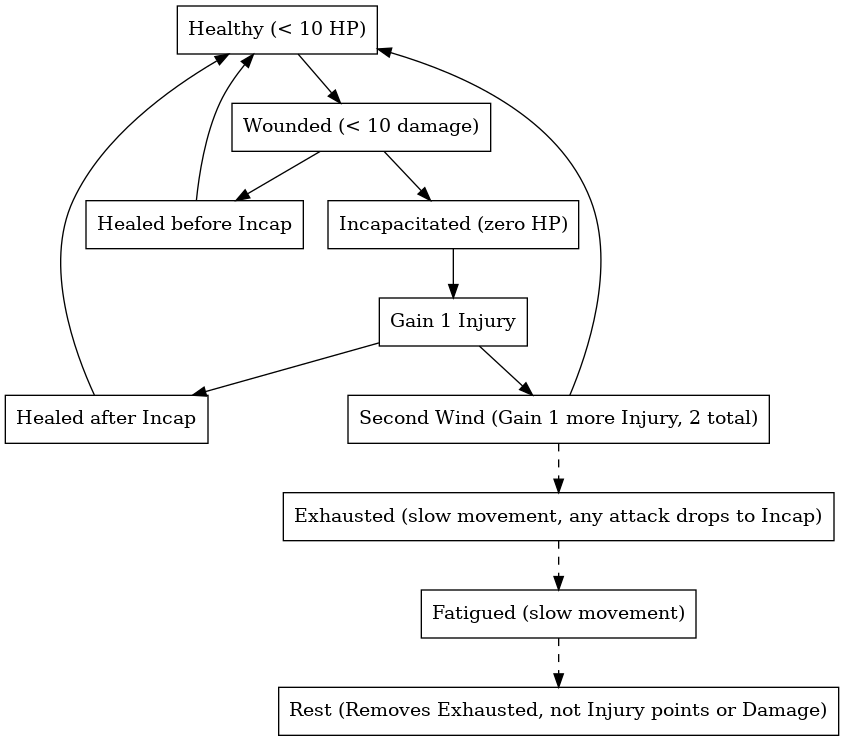 Healthy (< 10 HP)
Wounded (< 10 damage)
Healed before Incap
Incapacitated (zero HP)
Gain 1 Injury
Healed after Incap
Second Wind (Gain 1 more Injury, 2 total)
Exhausted (slow movement, any attack drops to Incap)
Fatigued (slow movement)
Rest (Removes Exhausted, not Injury points or Damage)